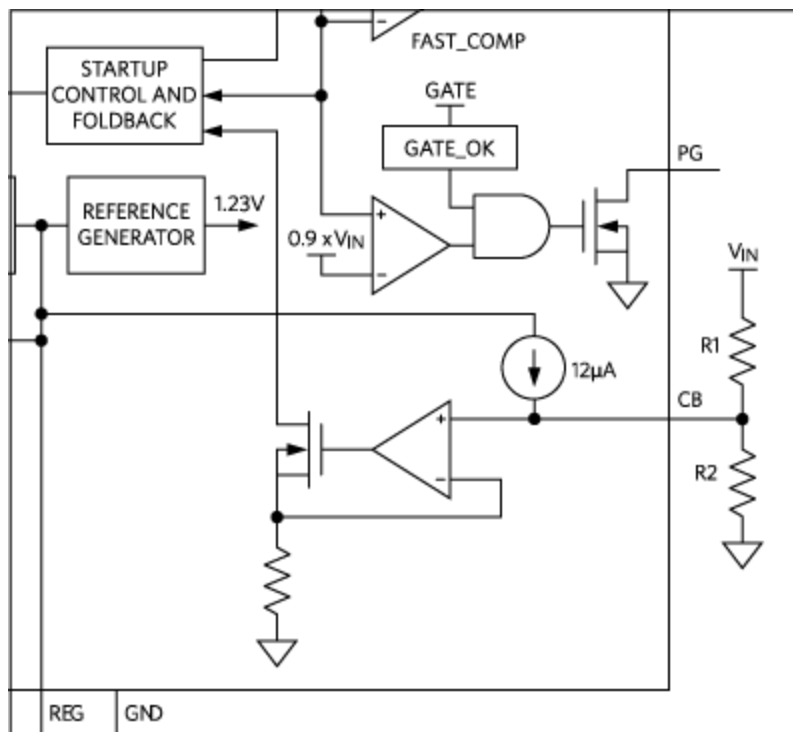 FAST_COMP
STARTUP
CONTROL AND
FOLDBACK
GATE
GATE_OK
PG
REFERENCE
GENERATOR
1.23V
+
0.9 x VIN
−
VIN
R1
12µA
CB
+
−
R2
REG
GND
−